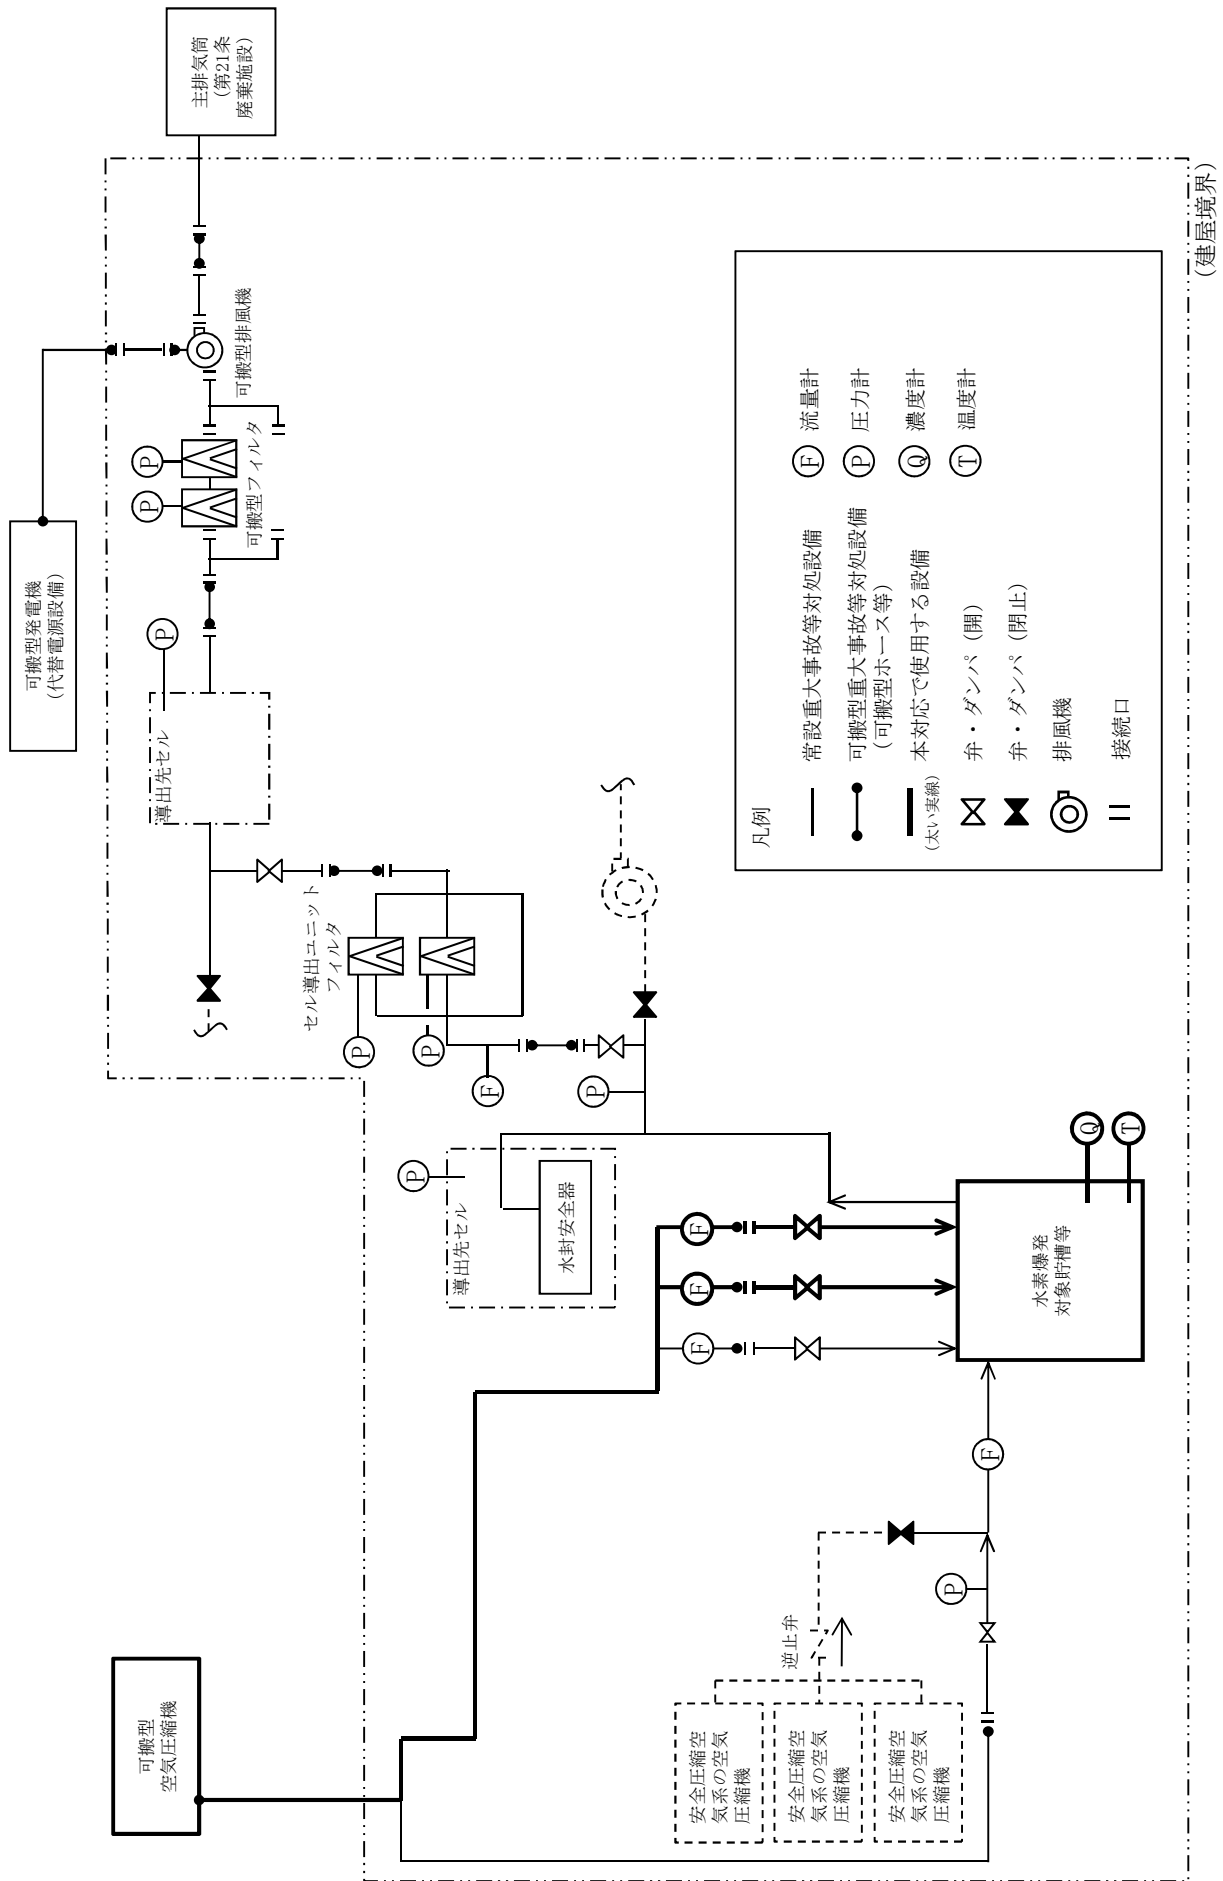 主排気筒
（第21条
廃棄施設）
（建屋境界）
可搬型排風機
可搬型発電機
（代替電源設備）
P
P
可搬型フィルタ
P
導出先セル
セル導出ユニット
フィルタ
P
P
F
P
P
導出先セル
水封安全器
F
F
F
Q
T
水素爆発
対象貯槽等
F
P
逆止弁
可搬型
空気圧縮機
安全圧縮空
気系の空気
圧縮機
安全圧縮空
気系の空気
圧縮機
安全圧縮空
気系の空気
圧縮機
凡例
常設重大事故等対処設備
可搬型重大事故等対処設備
（可搬型ホース等）
本対応で使用する設備
（太い実線）
弁・ダンパ（開）
弁・ダンパ（閉止）
排風機
接続口
F 流量計
P 圧力計
Q 濃度計
T 温度計